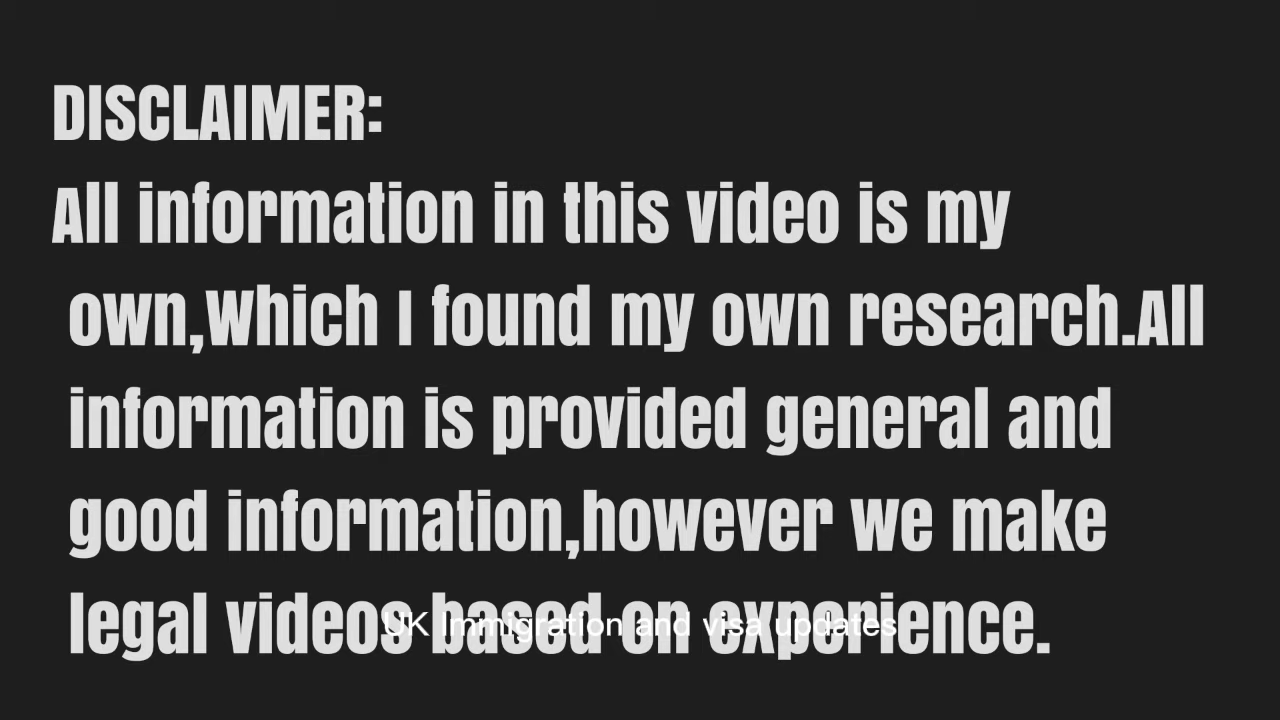 DISCLAIMER:
All information in this video is my
own,Which I found my own research.All
information is provided general and
good information,however we make
legal videos based on experience.
UK Immigration and visa updates